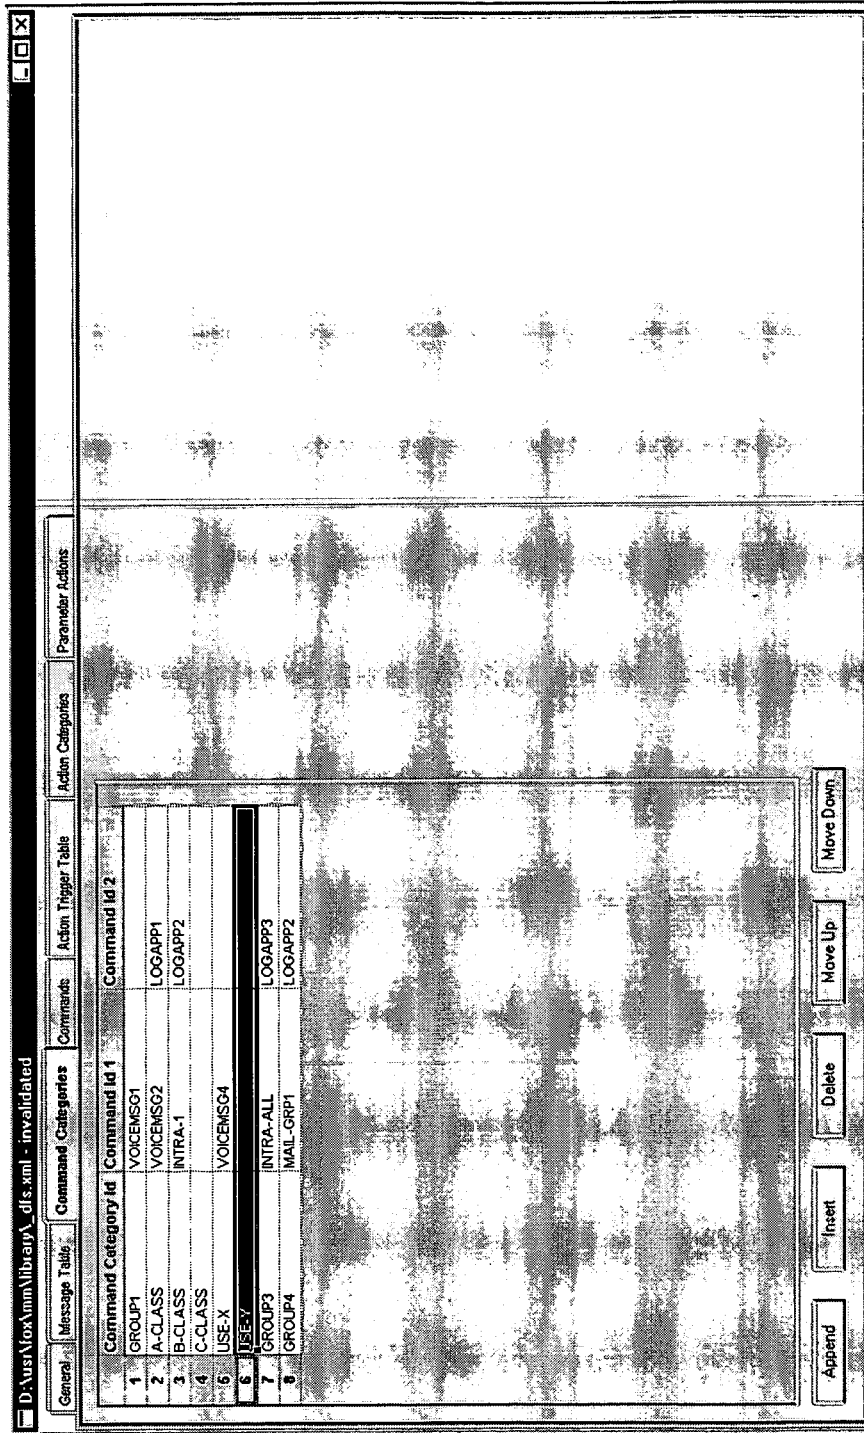 D:\usr\fox\mm\library\_dfs.xml - invalidated
General Message Table Command Categories Commands Action Trigger Table Action Categories Parameter Actions
Command Category Id Command Id 1 Command Id 2
1 GROUP1 VOICEMSG1
2 A-CLASS VOICEMSG2 LOGAPP1
3 B-CLASS INTRA-1 LOGAPP2
4 C-CLASS
5 USE-X VOICEMSG4
6 USE-Y
7 GROUP3 INTRA-ALL LOGAPP3
8 GROUP4 MAIL-GRP1 LOGAPP2
Append Insert Delete Move Up Move Down